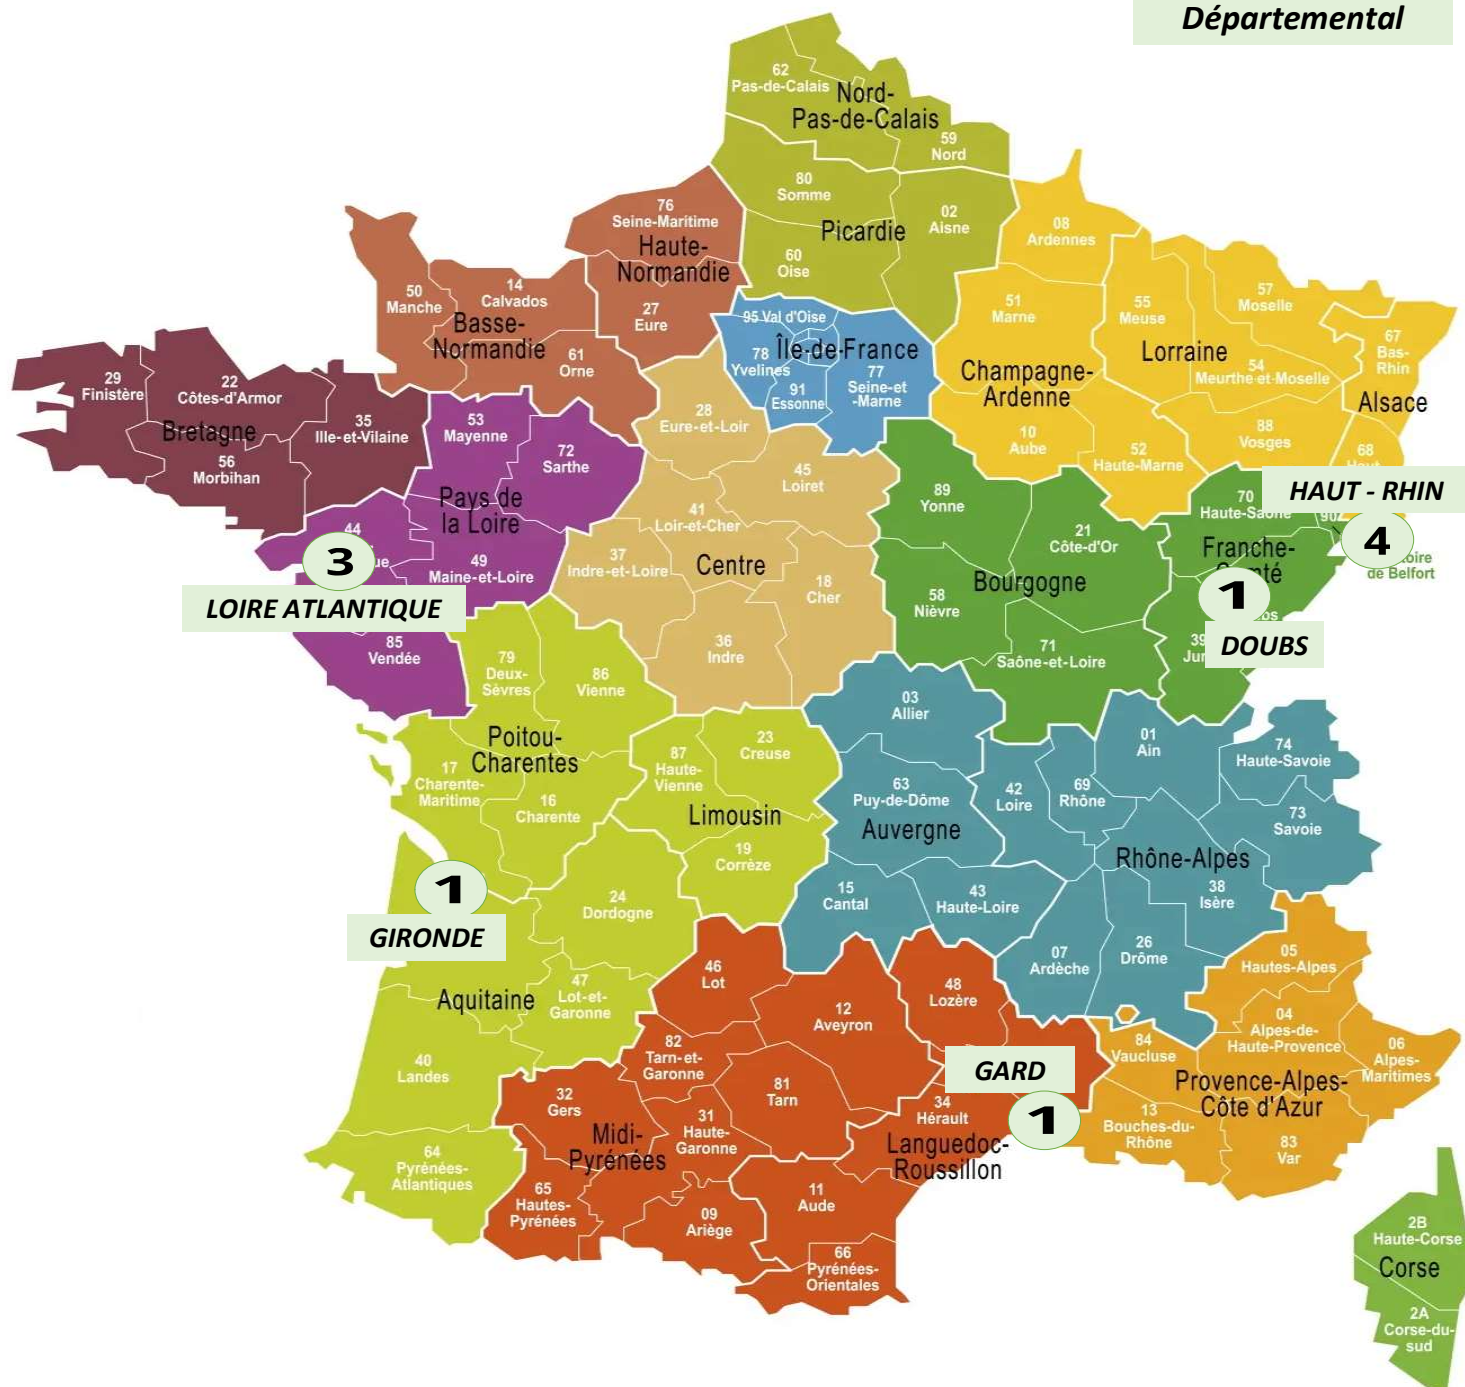 Départemental
62
Pas-de-Calais
Nord-
Pas-de-Calais
59
Nord
80
Somme
02
Aisne
Picardie
60
Oise
76
Seine-Maritime
Haute-
Normandie
27
Eure
08
Ardennes
50
Manche
14
Calvados
Basse-
Normandie
61
Orne
95 Val d'Oise
Île-de-France
78
Yvelines
91
Essonne
77
Seine-et
-Marne
51
Marne
55
Meuse
57
Moselle
Lorraine
54
Meurthe-et-Moselle
67
Bas-
Rhin
Champagne-
Ardenne
Alsace
10
Aube
52
Haute-Marne
88
Vosges
68
29
Finistère
22
Côtes-d'Armor
Bretagne
35
Ille-et-Vilaine
56
Morbihan
53
Mayenne
72
Sarthe
Pays de
la Loire
44
ue
3
LOIRE ATLANTIQUE
49
Maine-et-Loire
85
Vendée
28
Eure-et-Loir
45
Loiret
41
Loir-et-Cher
37
Indre-et-Loire
Centre
18
Cher
36
Indre
89
Yonne
21
Côte-d'Or
Bourgogne
58
Nièvre
71
Saône-et-Loire
70
Haute-Saône
HAUT - RHIN
90
4
oire
de Belfort
Franche-
Comté
1
os
DOUBS
39
Jur
79
Deux-
Sèvres
86
Vienne
Poitou-
Charentes
17
Charente-
Maritime
16
Charente
87
Haute-
Vienne
23
Creuse
Limousin
19
Corrèze
03
Allier
63
Puy-de-Dôme
Auvergne
15
Cantal
43
Haute-Loire
42
Loire
69
Rhône
01
Ain
74
Haute-Savoie
73
Savoie
Rhône-Alpes
38
Isère
07
Ardèche
26
Drôme
1
GIRONDE
24
Dordogne
Aquitaine
47
Lot-et-
Garonne
40
Landes
64
Pyrénées-
Atlantiques
46
Lot
12
Aveyron
82
Tarn-et-
Garonne
81
Tarn
32
Gers
31
Haute-
Garonne
Midi-
Pyrénées
65
Hautes-
Pyrénées
09
Ariège
48
Lozère
GARD
1
34
Hérault
Languedoc-
Roussillon
11
Aude
66
Pyrénées-
Orientales
05
Hautes-Alpes
04
Alpes-de-
Haute-Provence
06
Alpes-
Maritimes
84
Vaucluse
Provence-Alpes-
Côte d'Azur
13
Bouches-du-
Rhône
83
Var
2B
Haute-Corse
Corse
2A
Corse-du-
sud